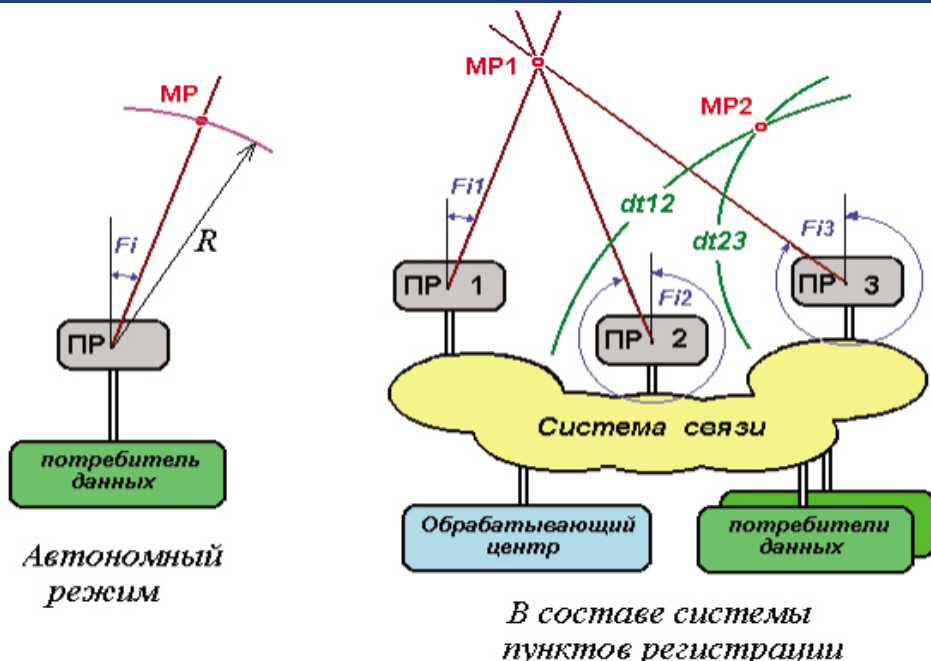 МР
Fi
R
ПР
потребитель
данных
Автономный
режим
МР1
МР2
Fi1
dt12
dt23
Fi3
ПР 1
Fi2
ПР 3
ПР 2
Система связи
Обрабатывающий
центр
потребители
данных
В составе системы
пунктов регистрации